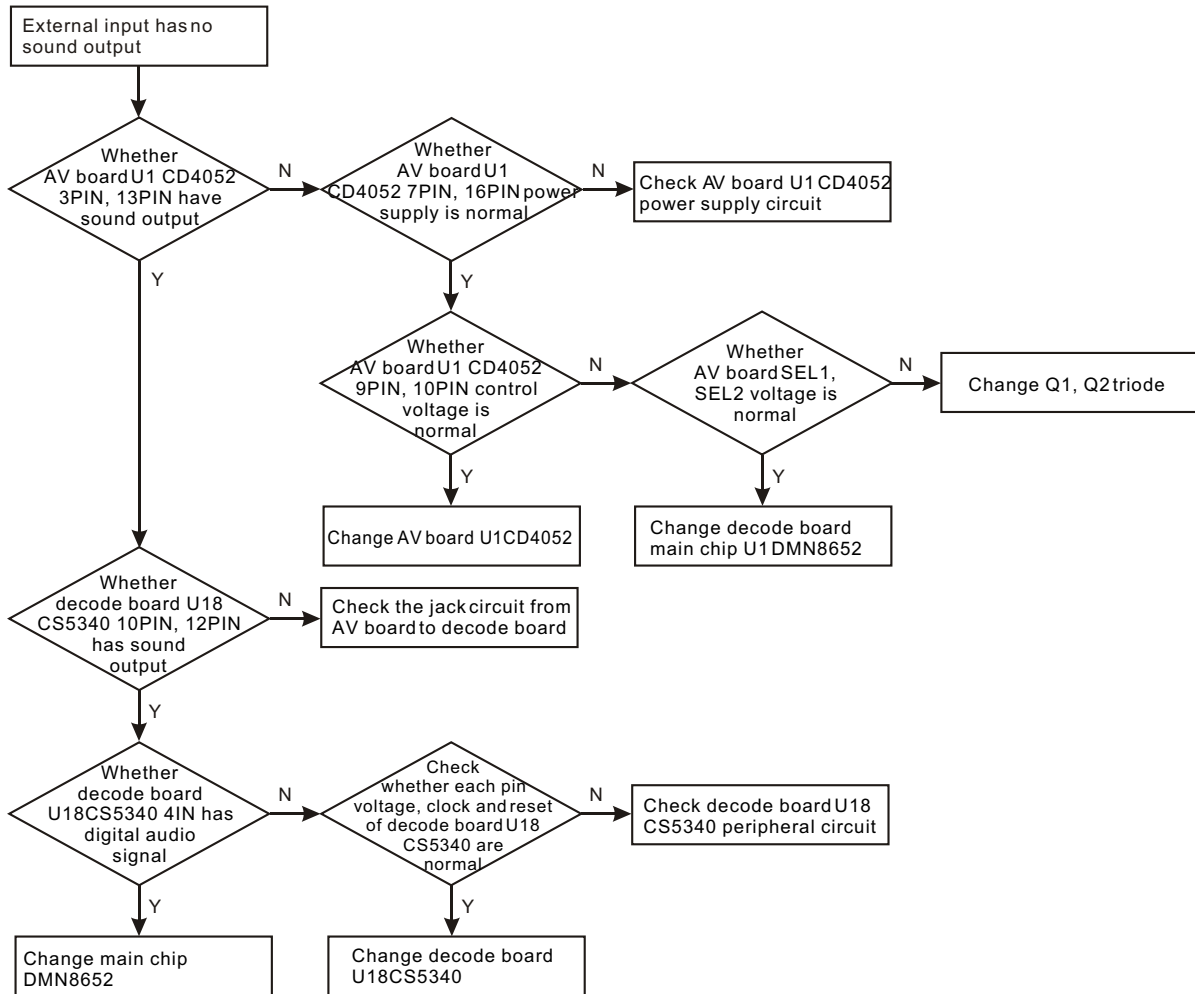 External input has no
sound output
Whether
AV board U1 CD4052
3PIN, 13PIN have
sound output
N
Y
Whether
AV board U1
CD4052 7PIN, 16PIN power
supply is normal
N
Y
Check AV board U1 CD4052
power supply circuit
Whether
AV board U1 CD4052
9PIN, 10PIN control
voltage is
normal
N
Y
Whether
AV board SEL1,
SEL2 voltage is
normal
N
Y
Change Q1, Q2 triode
Change AV board U1CD4052
Change decode board
main chip U1DMN8652
Whether
decode board U18
CS5340 10PIN, 12PIN
has sound
output
N
Y
Check the jack circuit from
AV board to decode board
Whether
decode board
U18CS5340 4IN has
digital audio
signal
N
Y
Check
whether each pin
voltage, clock and reset
of decode board U18
CS5340 are
normal
N
Y
Check decode board U18
CS5340 peripheral circuit
Change main chip
DMN8652
Change decode board
U18CS5340